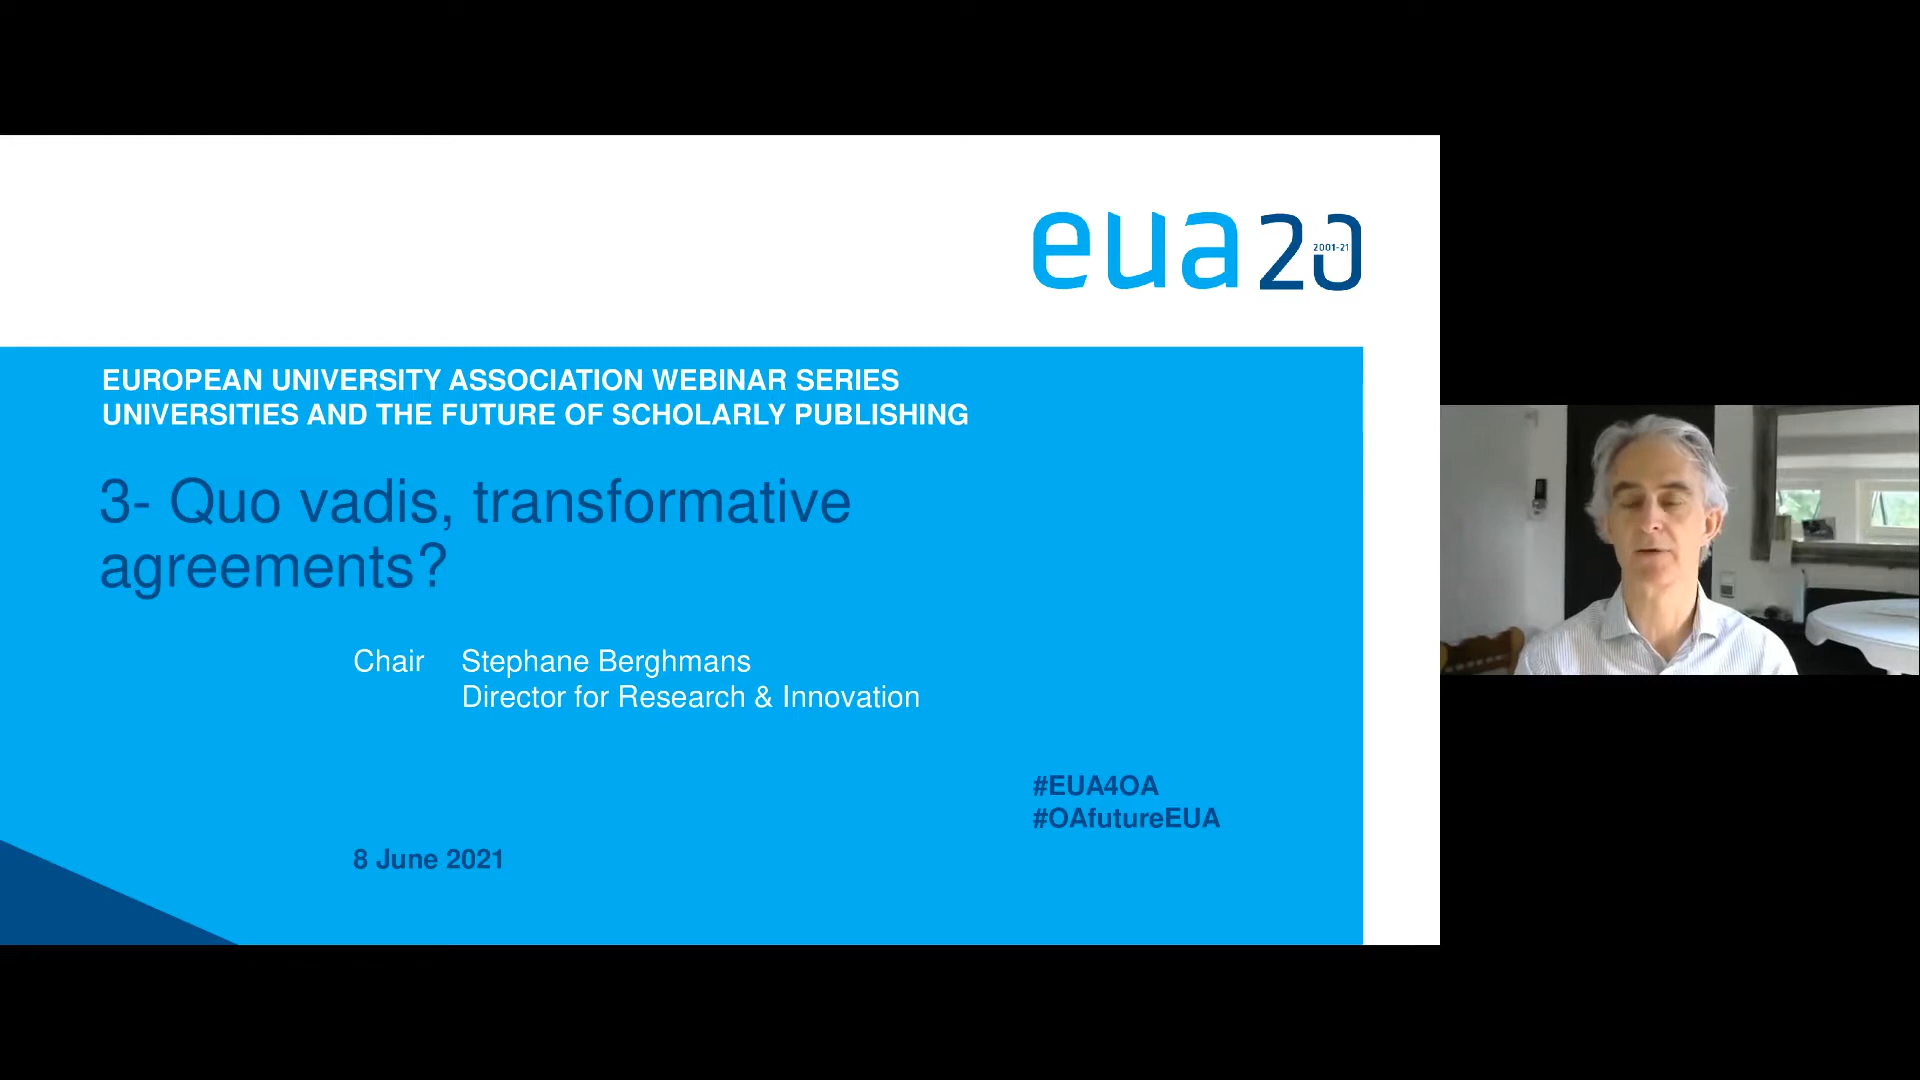 eua20
2001-21
EUROPEAN UNIVERSITY ASSOCIATION WEBINAR SERIES
UNIVERSITIES AND THE FUTURE OF SCHOLARLY PUBLISHING
3- Quo vadis, transformative
agreements?
Chair Stephane Berghmans
Director for Research & Innovation
#EUA4OA
#OAfutureEUA
8 June 2021